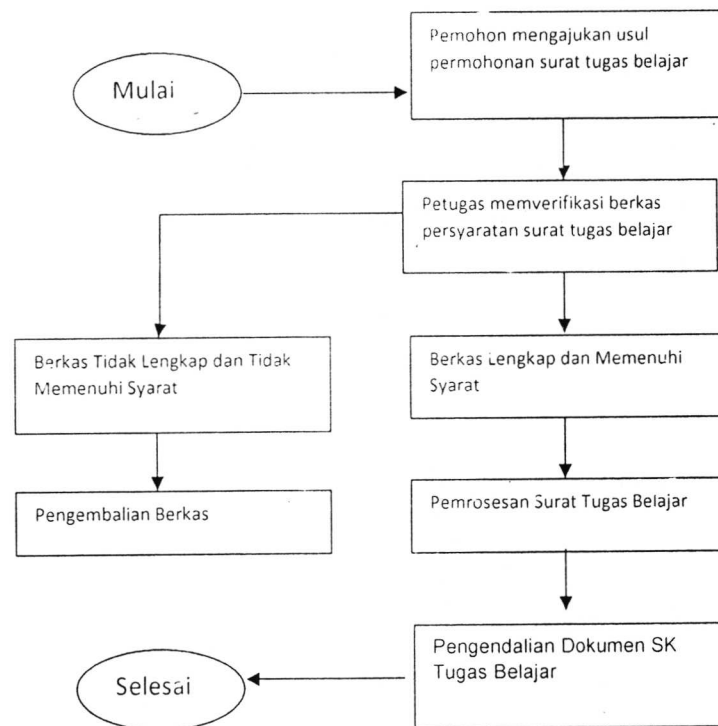 Mulai
Pemohon mengajukan usul
permohonan surat tugas belajar
Petugas memverifikasi berkas
persyaratan surat tugas belajar
Berkas Tidak Lengkap dan Tidak
Memenuhi Syarat
Berkas Lengkap dan Memenuhi
Syarat
Pengembalian Berkas
Pemrosesan Surat Tugas Belajar
Pengendalian Dokumen SK
Tugas Belajar
Selesai